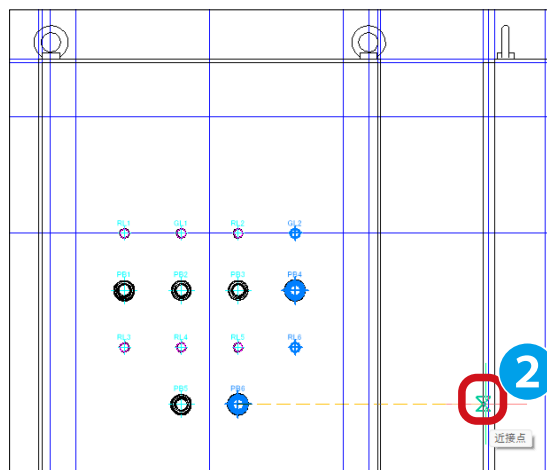 RL1 GL1 RL2 GL2
PB1 PB2 PB3 PB4
RL3 RL4 RL5 RL6
PB5 PB6
2
近接点